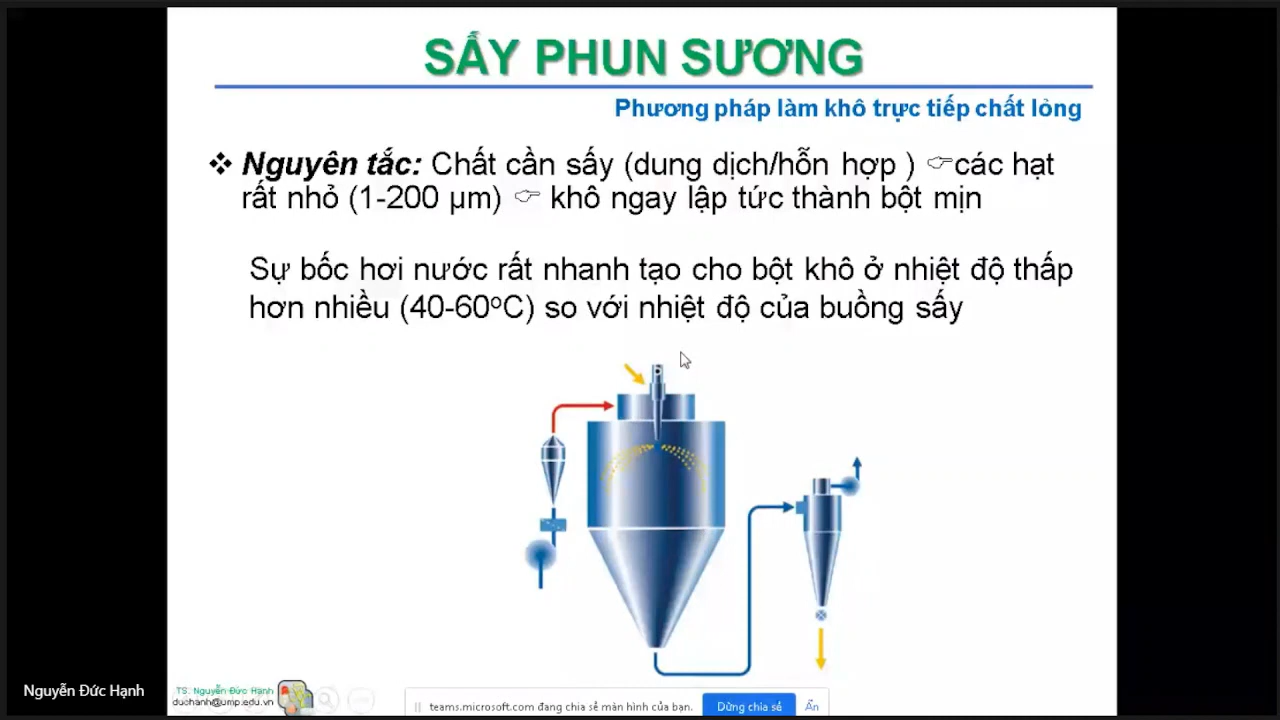 SẤY PHUN SƯƠNG
Phương pháp làm khô trực tiếp chất lỏng
❖ Nguyên tắc: Chất cần sấy (dung dịch/hỗn hợp ) ☞các hạt
rất nhỏ (1-200 µm) ☞ khô ngay lập tức thành bột mịn
Sự bốc hơi nước rất nhanh tạo cho bột khô ở nhiệt độ thấp
hơn nhiều (40-60ºC) so với nhiệt độ của buồng sấy
Nguyễn Đức Hạnh
TS. Nguyễn Đức Hạnh
duchanh@ump.edu.vn
teams.microsoft.com đang chia sẻ màn hình của bạn.
Dừng chia sẻ
Ẩn